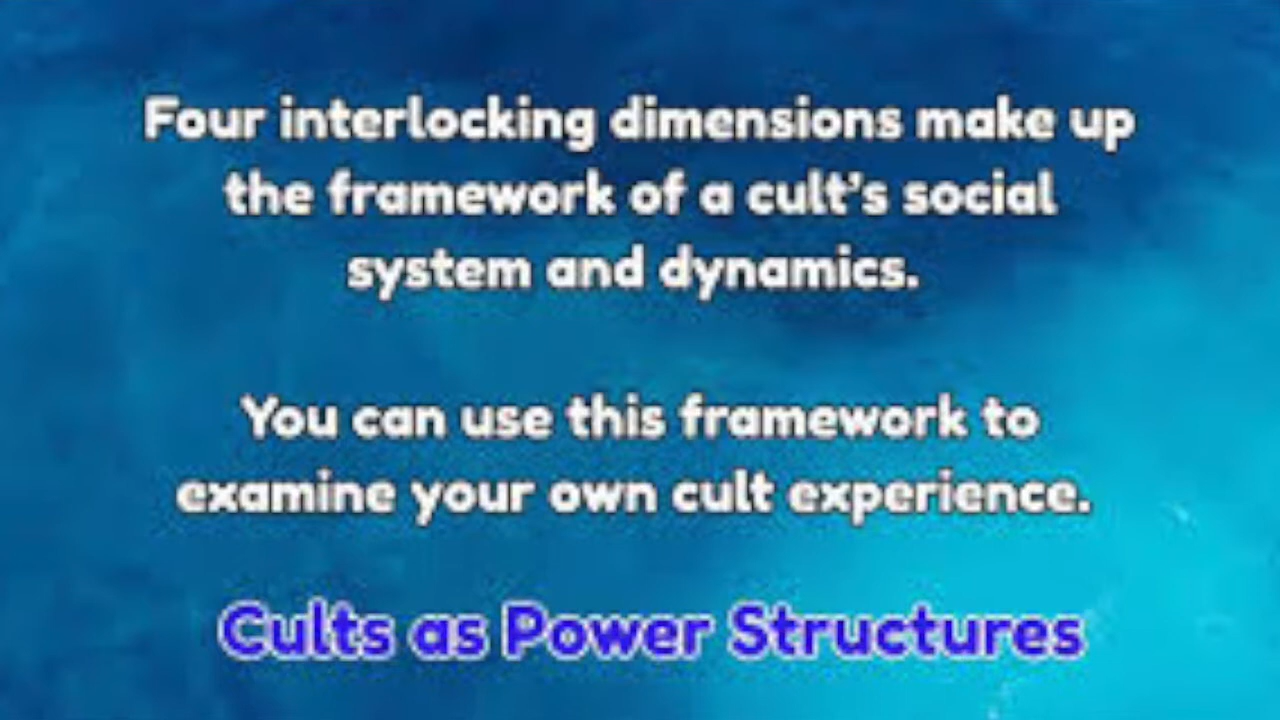 Four interlocking dimensions make up
the framework of a cult’s social
system and dynamics.
You can use this framework to
examine your own cult experience.
Cults as Power Structures